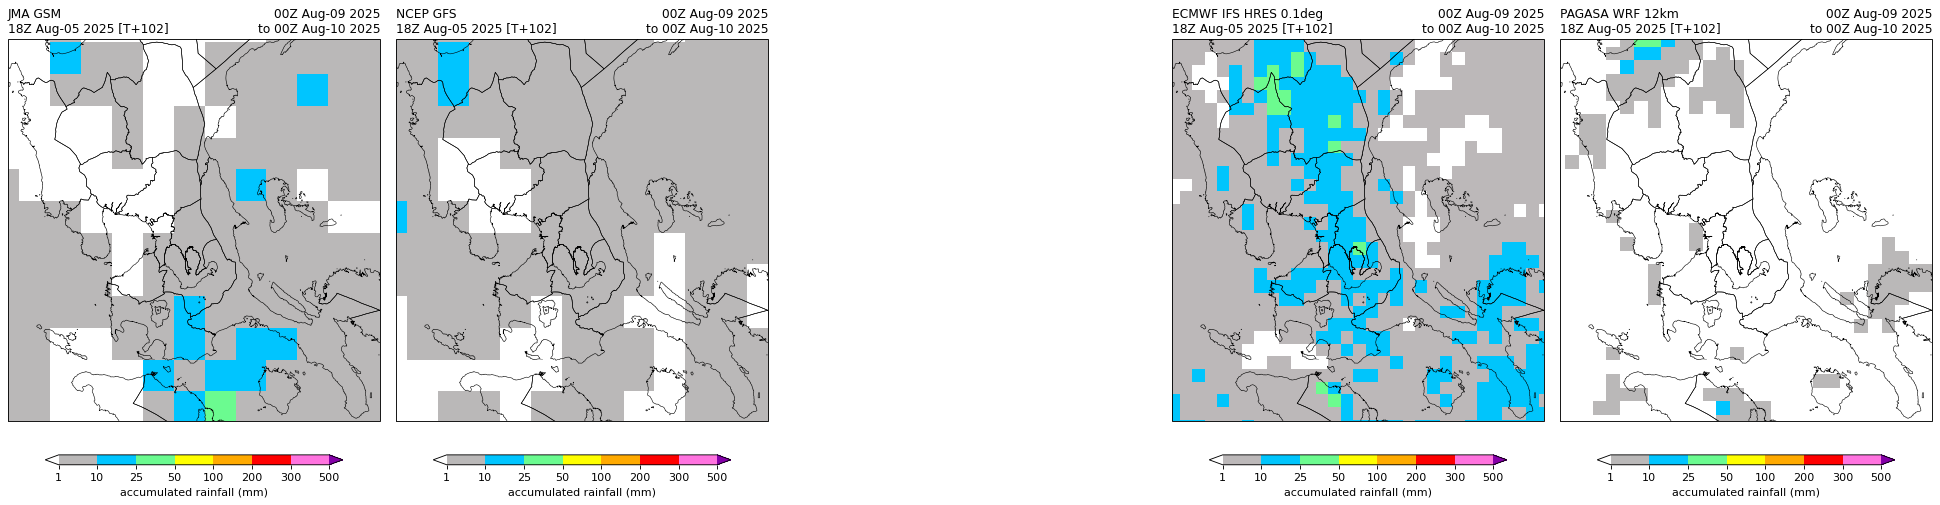 JMA GSM 00Z Aug-09 2025
18Z Aug-05 2025 [T+102] to 00Z Aug-10 2025
1 10 25 50 100 200 300 500
accumulated rainfall (mm)
NCEP GFS 00Z Aug-09 2025
18Z Aug-05 2025 [T+102] to 00Z Aug-10 2025
1 10 25 50 100 200 300 500
accumulated rainfall (mm)
ECMWF IFS HRES 0.1deg 00Z Aug-09 2025
18Z Aug-05 2025 [T+102] to 00Z Aug-10 2025
1 10 25 50 100 200 300 500
accumulated rainfall (mm)
PAGASA WRF 12km 00Z Aug-09 2025
18Z Aug-05 2025 [T+102] to 00Z Aug-10 2025
1 10 25 50 100 200 300 500
accumulated rainfall (mm)